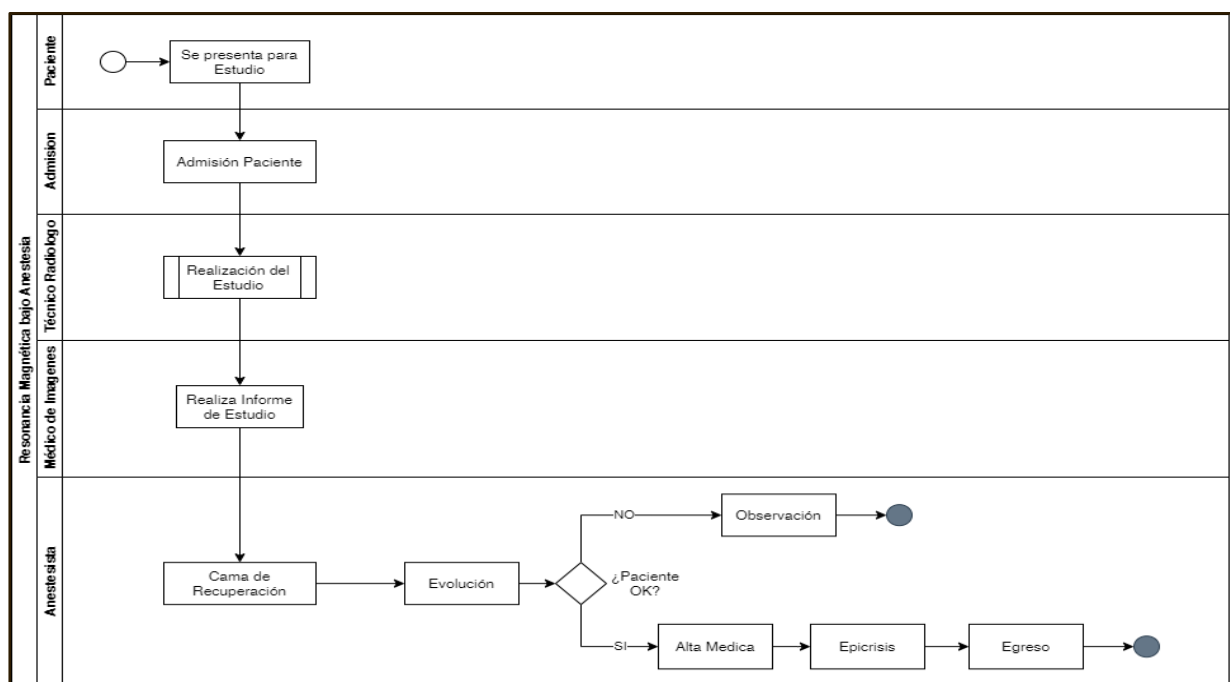 Resonancia Magnética bajo Anestesia
Paciente
Se presenta para
Estudio
Admision
Admisión Paciente
Técnico Radiologo
Realización del
Estudio
Médico de Imagenes
Realiza Informe
de Estudio
Anestesista
Cama de
Recuperación
Evolución
¿Paciente
OK?
NO
Observación
SI
Alta Medica
Epicrisis
Egreso